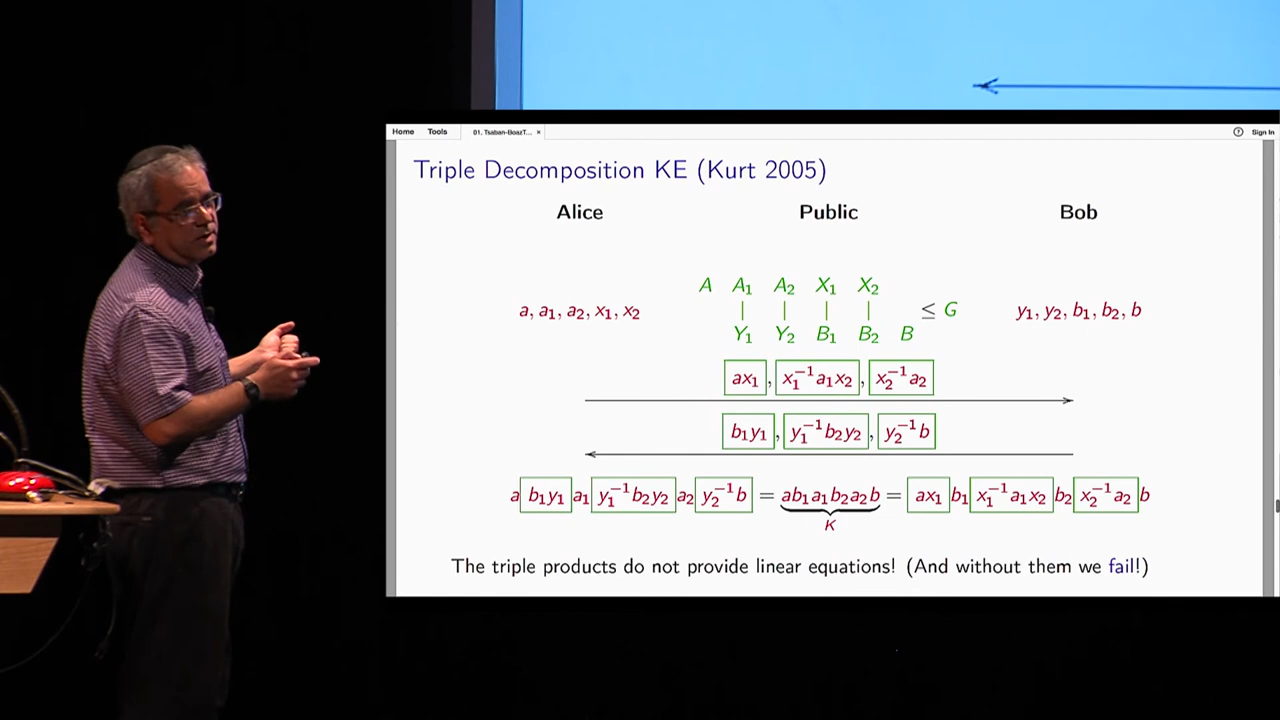 Home Tools 01. Tsaban-BoazT... × ? Sign In
Triple Decomposition KE (Kurt 2005)
Alice Public Bob
A A₁ A₂ X₁ X₂
a, a₁, a₂, x₁, x₂ | | | | ≤ G y₁, y₂, b₁, b₂, b
Y₁ Y₂ B₁ B₂ B
ax₁, x₁⁻¹a₁x₂, x₂⁻¹a₂
b₁y₁, y₁⁻¹b₂y₂, y₂⁻¹b
a b₁y₁ a₁ y₁⁻¹b₂y₂ a₂ y₂⁻¹b = ab₁a₁b₂a₂b = ax₁ b₁ x₁⁻¹a₁x₂ b₂ x₂⁻¹a₂ b
K
The triple products do not provide linear equations! (And without them we fail!)